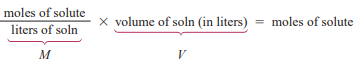 moles of solute
liters of soln × volume of soln (in liters) = moles of solute
M V